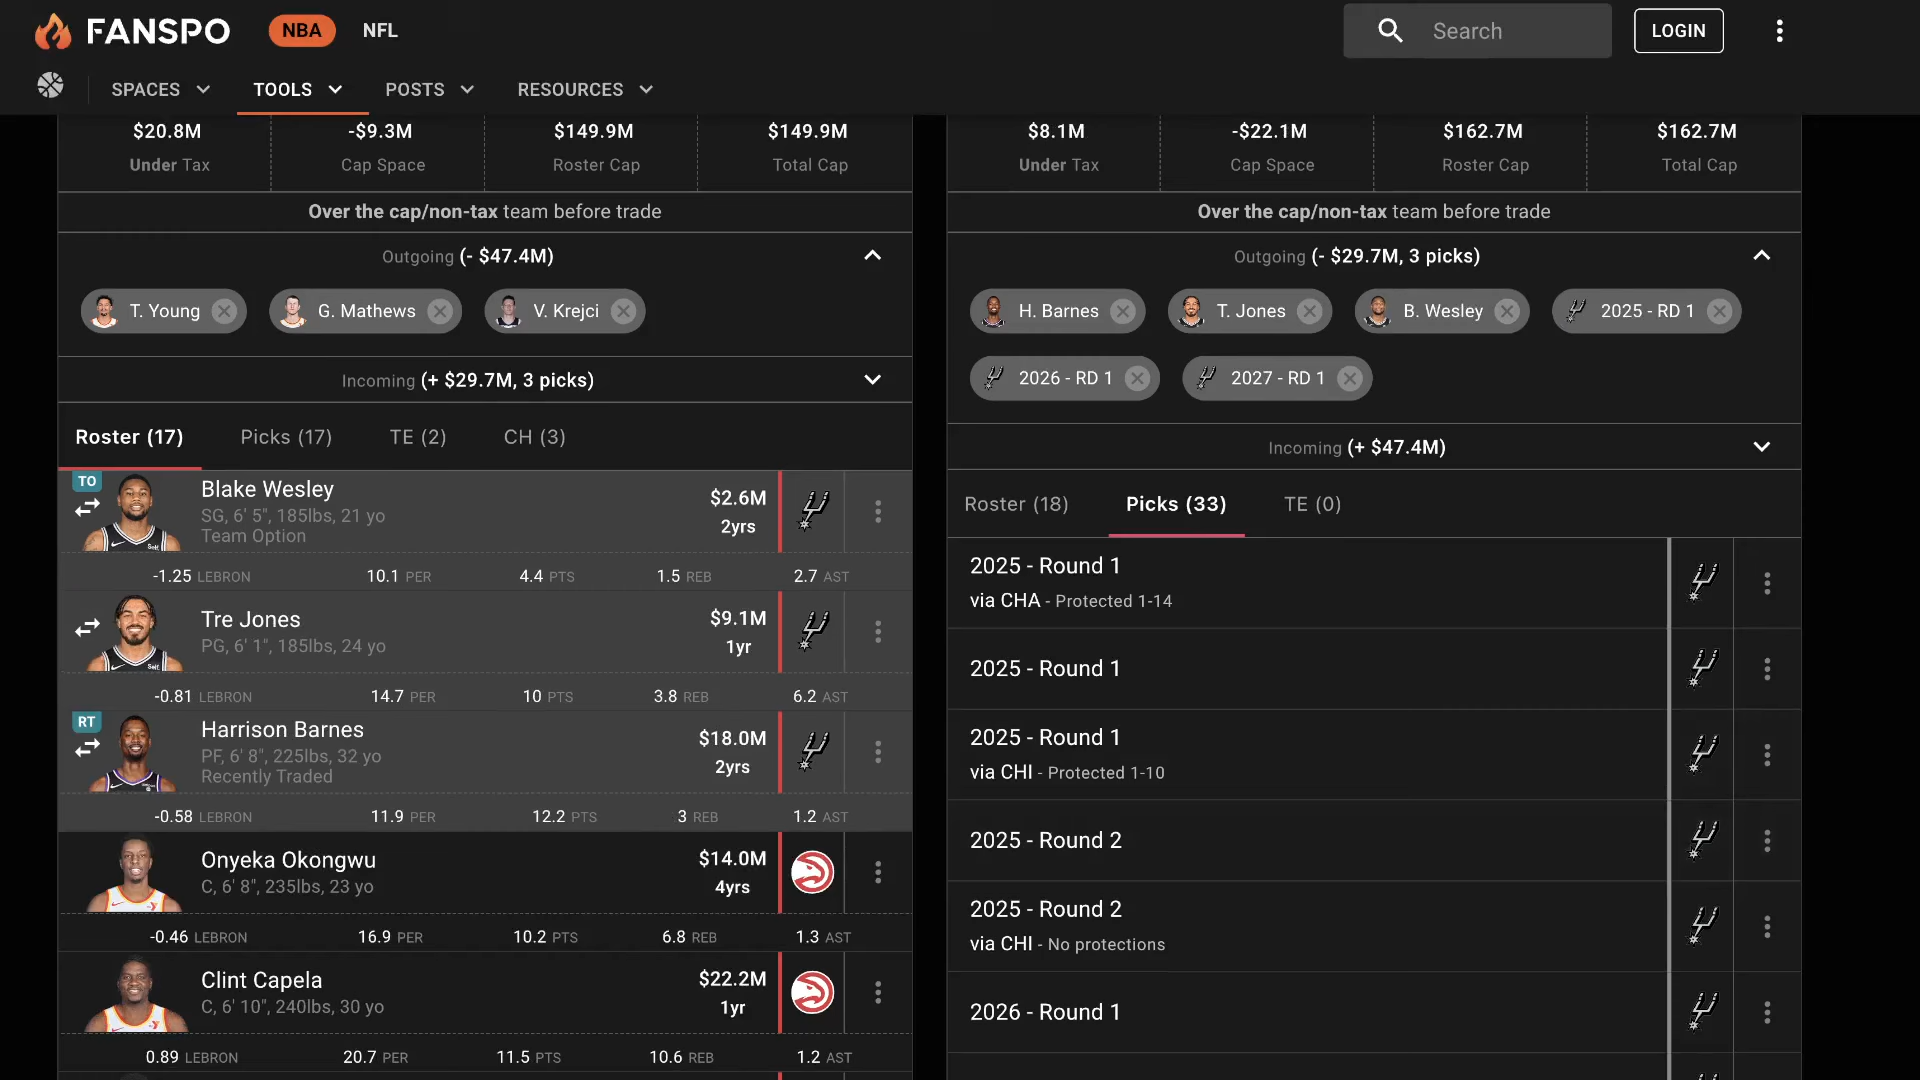 FANSPO
NBA
NFL
Search
LOGIN
SPACES
TOOLS
POSTS
RESOURCES
$20.8M
-$9.3M
$149.9M
$149.9M
Under Tax
Cap Space
Roster Cap
Total Cap
Over the cap/non-tax team before trade
Outgoing (- $47.4M)
T. Young
G. Mathews
V. Krejci
Incoming (+ $29.7M, 3 picks)
Roster (17)
Picks (17)
TE (2)
CH (3)
TO
Blake Wesley
SG, 6' 5", 185lbs, 21 yo
Team Option
$2.6M
2yrs
-1.25 LEBRON
10.1 PER
4.4 PTS
1.5 REB
2.7 AST
Tre Jones
PG, 6' 1", 185lbs, 24 yo
$9.1M
1yr
-0.81 LEBRON
14.7 PER
10 PTS
3.8 REB
6.2 AST
RT
Harrison Barnes
PF, 6' 8", 225lbs, 32 yo
Recently Traded
$18.0M
2yrs
-0.58 LEBRON
11.9 PER
12.2 PTS
3 REB
1.2 AST
Onyeka Okongwu
C, 6' 8", 235lbs, 23 yo
$14.0M
4yrs
-0.46 LEBRON
16.9 PER
10.2 PTS
6.8 REB
1.3 AST
Clint Capela
C, 6' 10", 240lbs, 30 yo
$22.2M
1yr
0.89 LEBRON
20.7 PER
11.5 PTS
10.6 REB
1.2 AST
$8.1M
-$22.1M
$162.7M
$162.7M
Under Tax
Cap Space
Roster Cap
Total Cap
Over the cap/non-tax team before trade
Outgoing (- $29.7M, 3 picks)
H. Barnes
T. Jones
B. Wesley
2025 - RD 1
2026 - RD 1
2027 - RD 1
Incoming (+ $47.4M)
Roster (18)
Picks (33)
TE (0)
2025 - Round 1
via CHA - Protected 1-14
2025 - Round 1
2025 - Round 1
via CHI - Protected 1-10
2025 - Round 2
2025 - Round 2
via CHI - No protections
2026 - Round 1